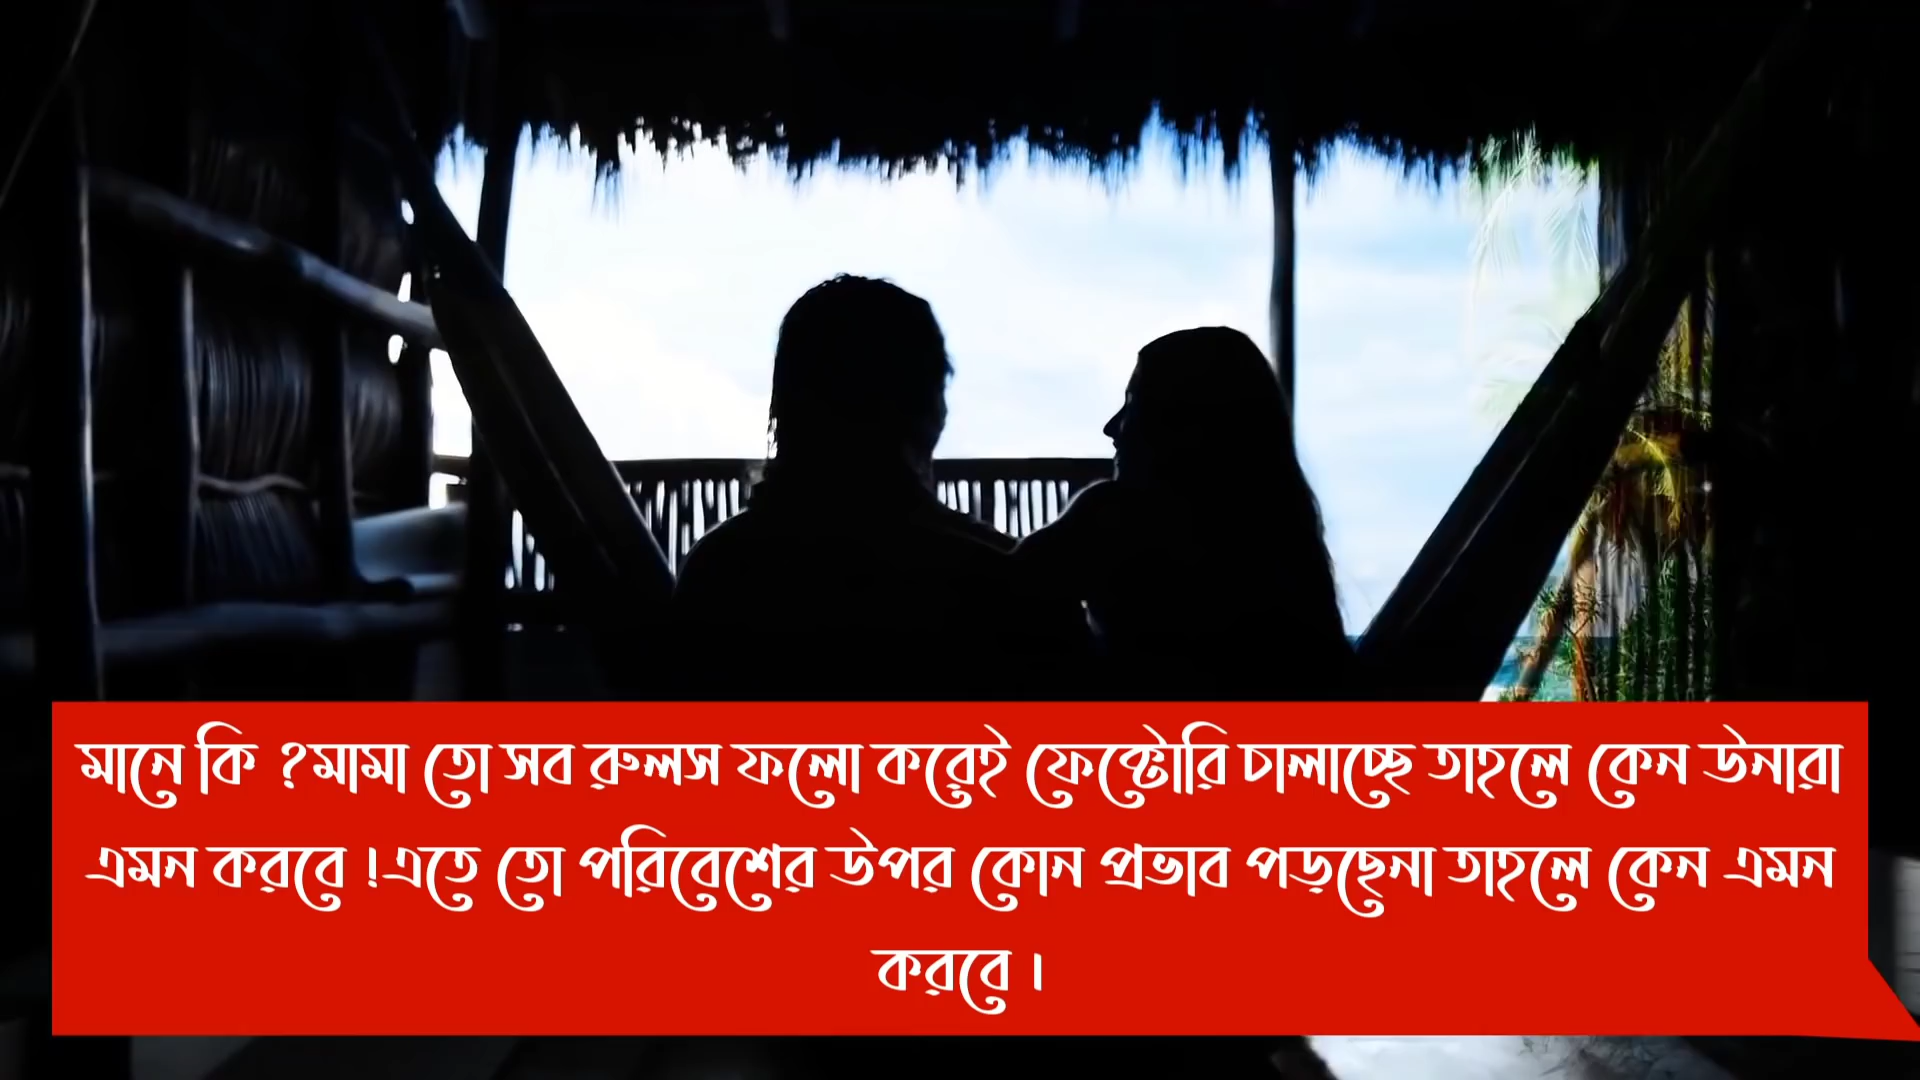 মানে কি ?মামা তো সব রুলস ফলো করেই ফেক্টোরি চালাচ্ছে তাহলে কেন উনারা
এমন করবে !এতে তো পরিবেশের উপর কোন প্রভাব পড়ছেনা তাহলে কেন এমন
করবে ।